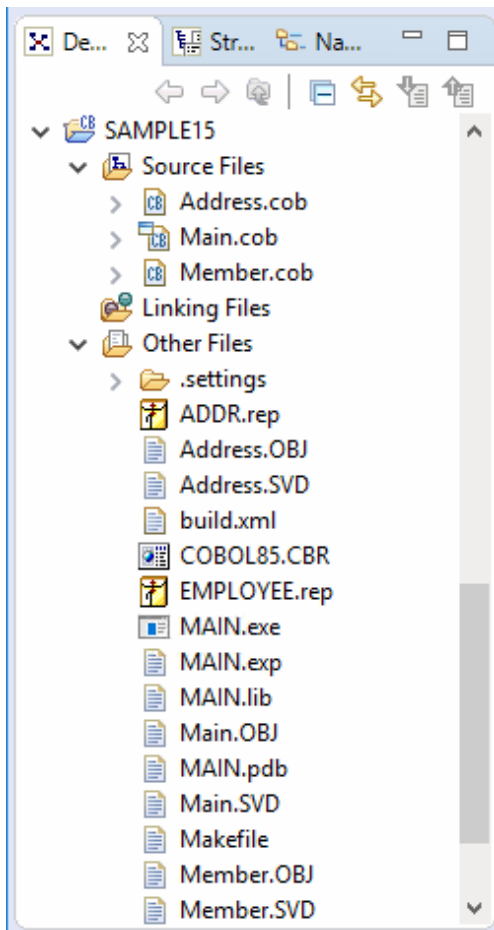 De... Str... Na...
SAMPLE15
Source Files
Address.cob
Main.cob
Member.cob
Linking Files
Other Files
.settings
ADDR.rep
Address.OBJ
Address.SVD
build.xml
COBOL85.CBR
EMPLOYEE.rep
MAIN.exe
MAIN.exp
MAIN.lib
Main.OBJ
MAIN.pdb
Main.SVD
Makefile
Member.OBJ
Member.SVD